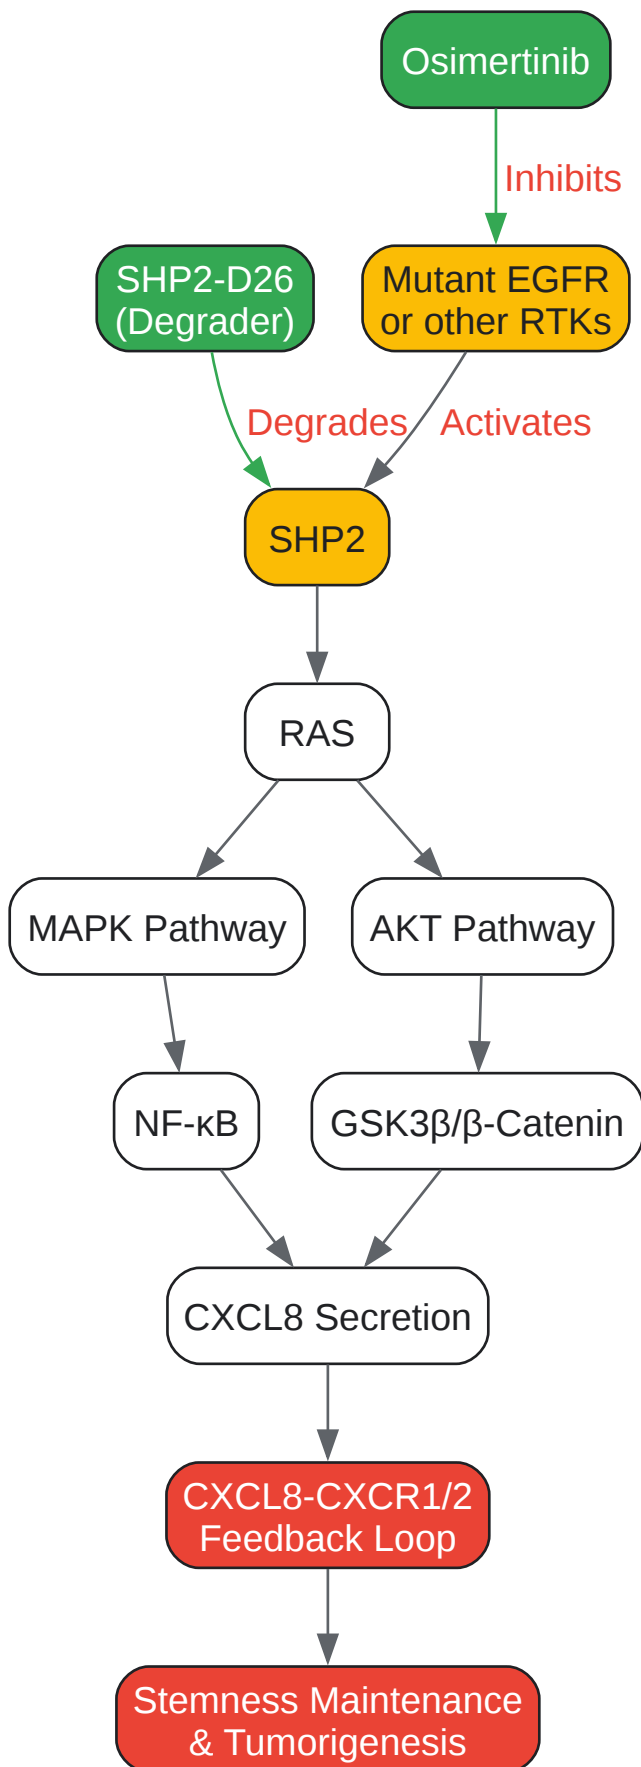 Osimertinib
Inhibits
SHP2-D26
(Degrader)
Mutant EGFR
or other RTKs
Degrades
Activates
SHP2
RAS
MAPK Pathway
AKT Pathway
NF-κB
GSK3β/β-Catenin
CXCL8 Secretion
CXCL8-CXCR1/2
Feedback Loop
Stemness Maintenance
& Tumorigenesis